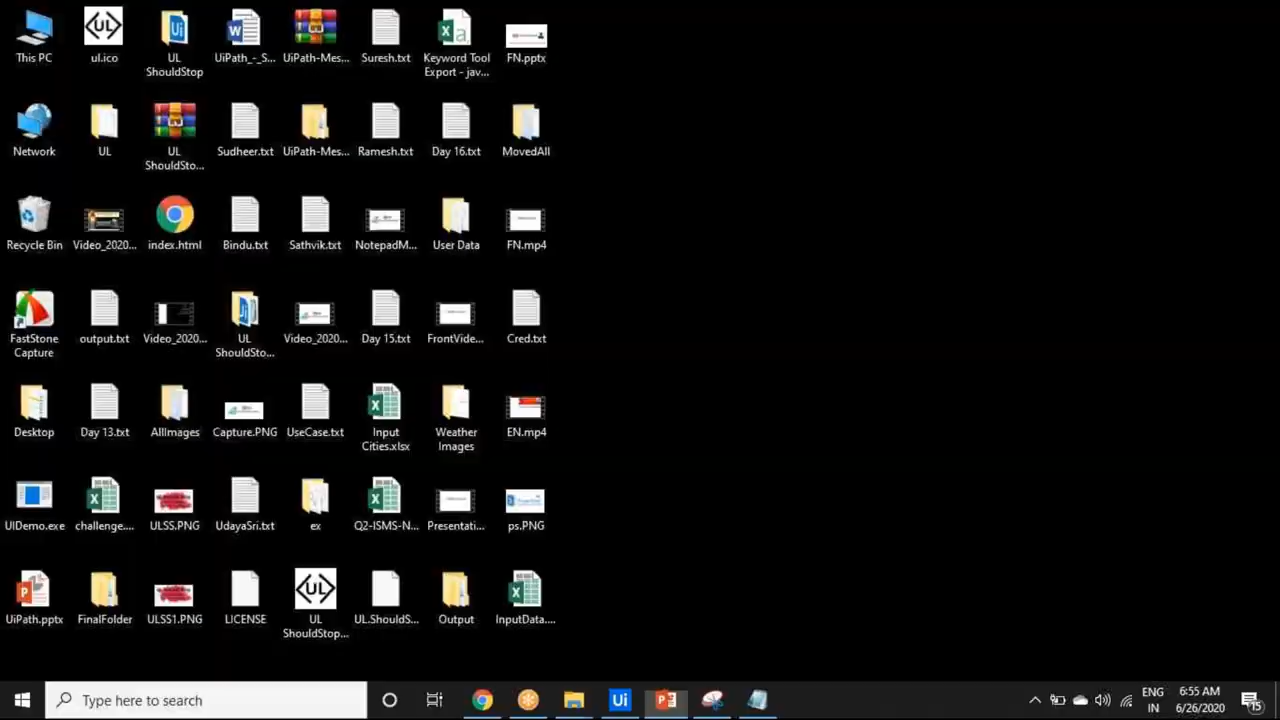 This PC
ul.ico
UL
ShouldStop
UiPath_-_S...
UiPath-Mes...
Suresh.txt
Keyword Tool
Export - jav...
FN.pptx
Network
UL
UL
ShouldSto...
Sudheer.txt
UiPath-Mes...
Ramesh.txt
Day 16.txt
MovedAll
Recycle Bin
Video_2020...
index.html
Bindu.txt
Sathvik.txt
NotepadM...
User Data
FN.mp4
FastStone
Capture
output.txt
Video_2020...
UL
ShouldSto...
Video_2020...
Day 15.txt
FrontVide...
Cred.txt
Desktop
Day 13.txt
AllImages
Capture.PNG
UseCase.txt
Input
Cities.xlsx
Weather
Images
EN.mp4
UIDemo.exe
challenge....
ULSS.PNG
UdayaSri.txt
ex
Q2-ISMS-N...
Presentati...
ps.PNG
UiPath.pptx
FinalFolder
ULSS1.PNG
LICENSE
UL
UL
ShouldStop...
UL.ShouldS...
Output
InputData....
Type here to search
Ui
ENG
IN
6:55 AM
6/26/2020
15